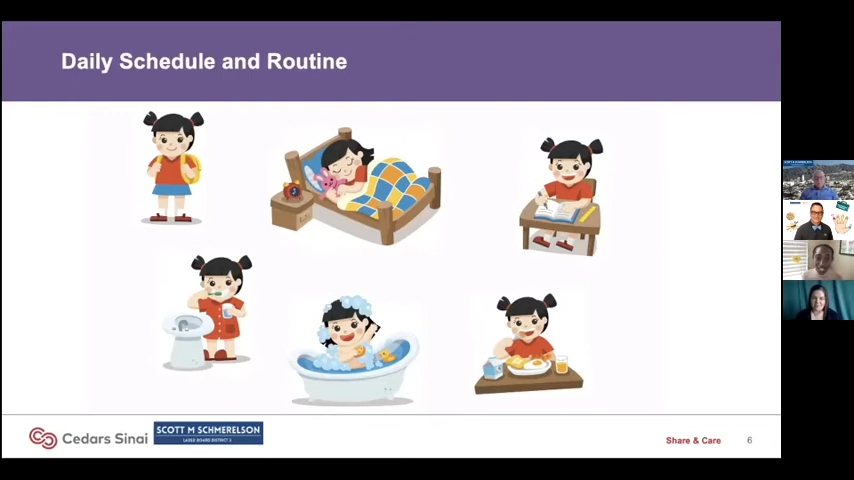 Daily Schedule and Routine
Cedars Sinai
SCOTT M SCHMERELSON
Share & Care
6